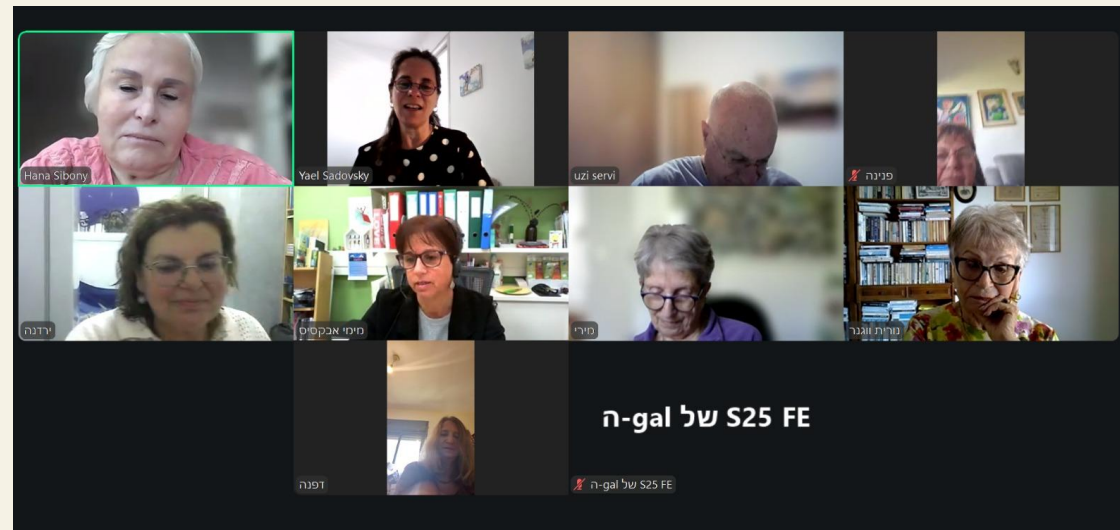 Hana Sibony
Yael Sadovsky
uzi servi
פנינה
ירדנה
מימי אבקסיס
מירי
נורית ווגנר
דפנה
ה-gal של S25 FE
ה-gal של S25 FE